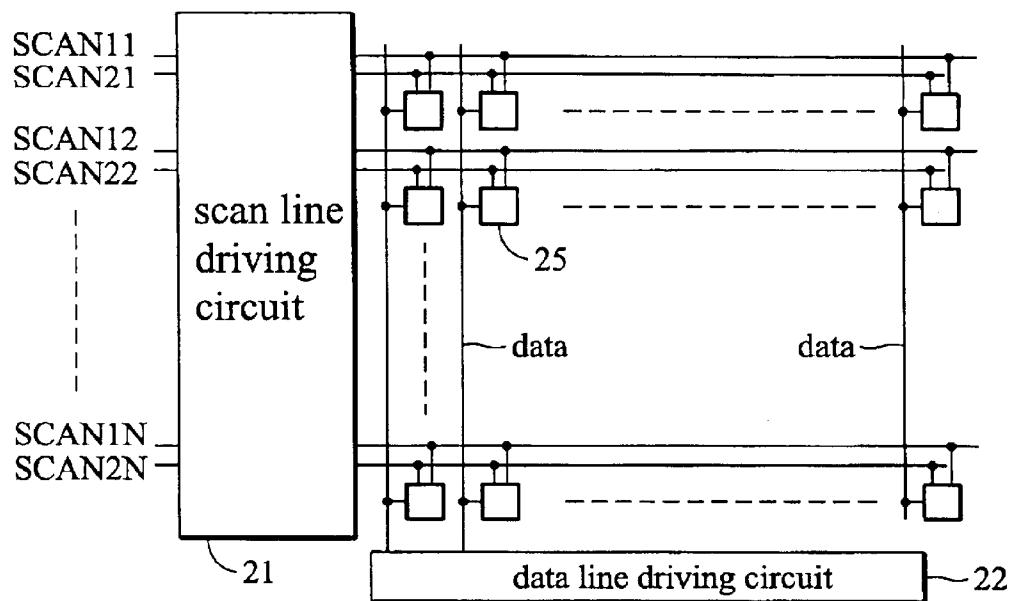 SCAN11
SCAN21
SCAN12
SCAN22
scan line
driving
circuit
25
data
data
SCAN1N
SCAN2N
21
data line driving circuit
22